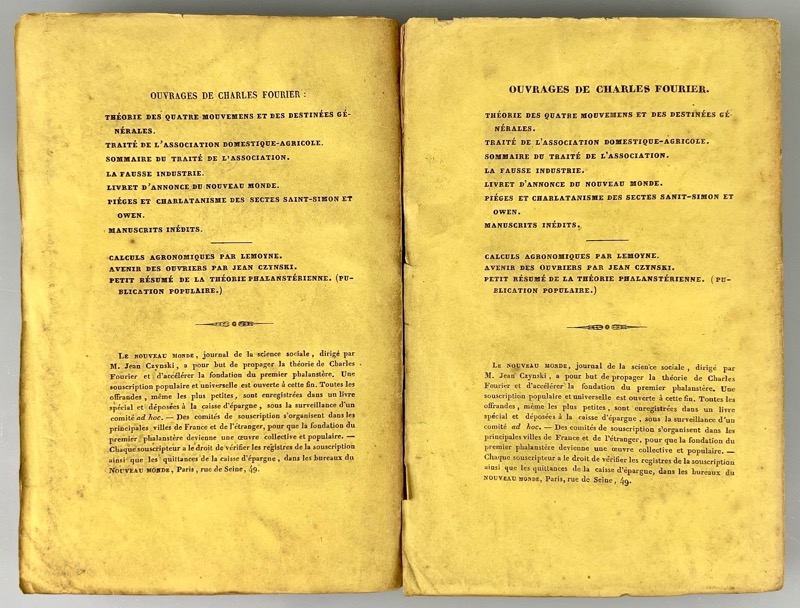 OUVRAGES DE CHARLES FOURIER :
THÉORIE DES QUATRE MOUVEMENS ET DES DESTINÉES GÉ-
NÉRALES.
TRAITÉ DE L'ASSOCIATION DOMESTIQUE-AGRICOLE.
SOMMAIRE DU TRAITÉ DE L'ASSOCIATION.
LA FAUSSE INDUSTRIE.
LIVRET D'ANNONCE DU NOUVEAU MONDE.
PIÉGES ET CHARLATANISME DES SECTES SAINT-SIMON ET
OWEN.
MANUSCRITS INÉDITS.
CALCULS AGRONOMIQUES PAR LEMOYNE.
AVENIR DES OUVRIERS PAR JEAN CZYNSKI.
PETIT RÉSUMÉ DE LA THÉORIE PHALANSTÉRIENNE. (PU-
BLICATION POPULAIRE.)
LE NOUVEAU MONDE, journal de la science sociale, dirigé par
M. Jean Czynski, a pour but de propager la théorie de Charles
Fourier et d'accélérer la fondation du premier phalanstère. Une
souscription populaire et universelle est ouverte à cette fin. Toutes les
offrandes, même les plus petites, sont enregistrées dans un livre
spécial et déposées à la caisse d'épargne, sous la surveillance d'un
comité ad hoc. — Des comités de souscription s'organisent dans les
principales villes de France et de l'étranger, pour que la fondation du
premier phalanstère devienne une œuvre collective et populaire. —
Chaque souscripteur a le droit de vérifier les registres de la souscription
ainsi que les quittances de la caisse d'épargne, dans les bureaux du
NOUVEAU MONDE, Paris, rue de Seine, 49.
OUVRAGES DE CHARLES FOURIER.
THÉORIE DES QUATRE MOUVEMENS ET DES DESTINÉES GÉ-
NÉRALES.
TRAITÉ DE L'ASSOCIATION DOMESTIQUE-AGRICOLE.
SOMMAIRE DU TRAITÉ DE L'ASSOCIATION.
LA FAUSSE INDUSTRIE.
LIVRET D'ANNONCE DU NOUVEAU MONDE.
PIÉGES ET CHARLATANISME DES SECTES SANIT-SIMON ET
OWEN.
MANUSCRITS INÉDITS.
CALCULS AGRONOMIQUES PAR LEMOYNE.
AVENIR DES OUVRIERS PAR JEAN CZYNSKI.
PETIT RÉSUMÉ DE LA THÉORIE PHALANSTÉRIENNE. (PU-
BLICATION POPULAIRE.)
LE NOUVEAU MONDE, journal de la science sociale, dirigé par
M. Jean Czynski, a pour but de propager la théorie de Charles
Fourier et d'accélérer la fondation du premier phalanstère. Une
souscription populaire et universelle est ouverte à cette fin. Toutes les
offrandes, même les plus petites, sont enregistrées dans un livre
spécial et déposées à la caisse d'épargne, sous la surveillance d'un
comité ad hoc. — Des comités de souscription s'organisent dans les
principales villes de France et de l'étranger, pour que la fondation du
premier phalanstère devienne une œuvre collective et populaire. —
Chaque souscripteur a le droit de vérifier les registres de la souscription
ainsi que les quittances de la caisse d'épargne, dans les bureaux du
NOUVEAU MONDE, Paris, rue de Seine, 49.